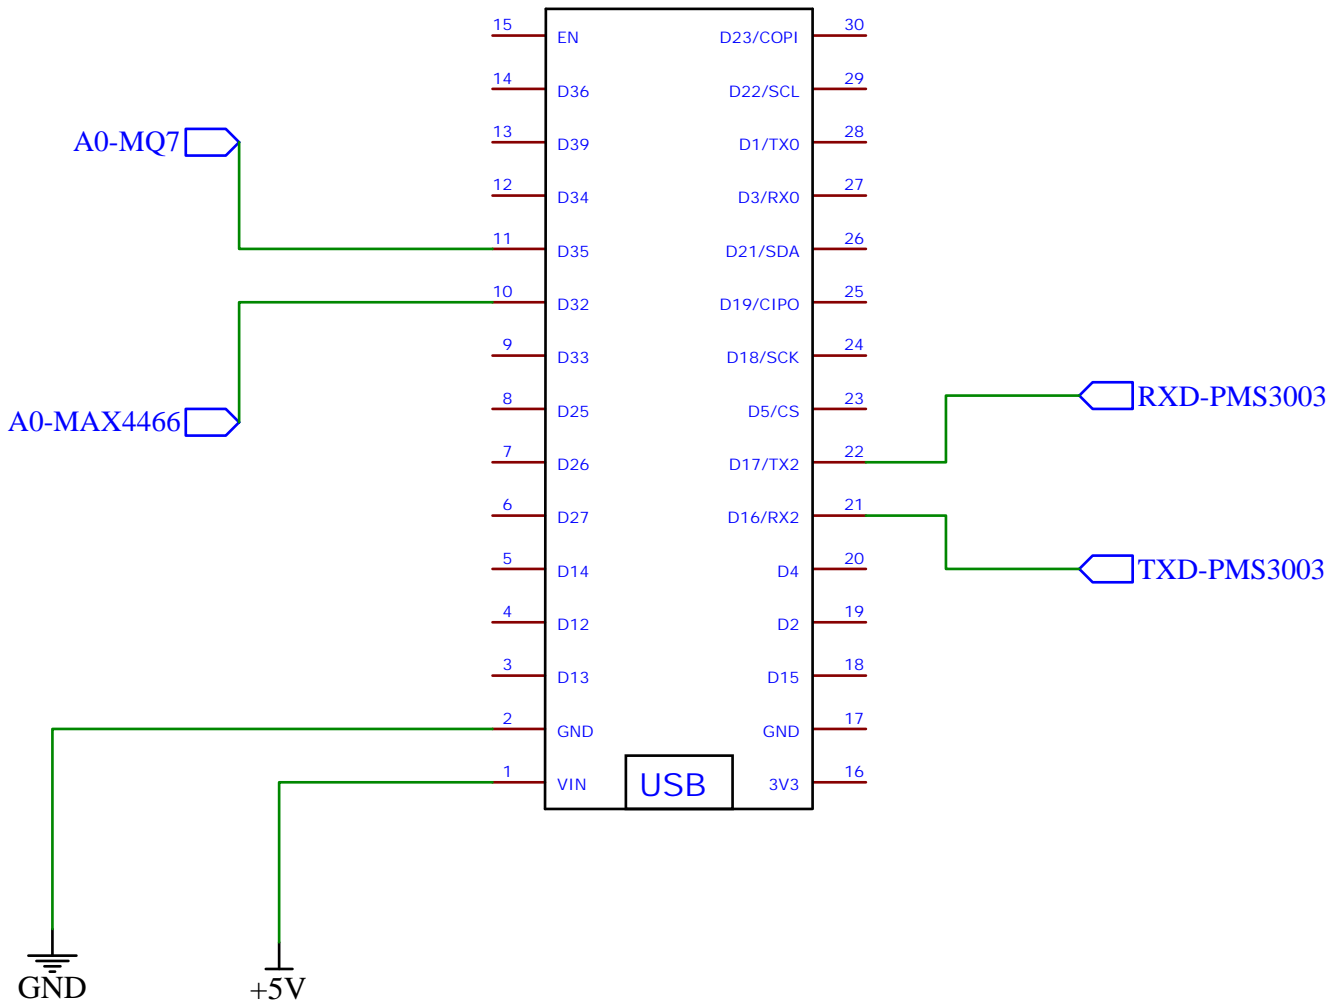 15 EN D23/COPI 30
14 D36 D22/SCL 29
A0-MQ7 13 D39 D1/TX0 28
12 D34 D3/RX0 27
11 D35 D21/SDA 26
10 D32 D19/CIPO 25
9 D33 D18/SCK 24
RXD-PMS3003
A0-MAX4466 8 D25 D5/CS 23
7 D26 D17/TX2 22
6 D27 D16/RX2 21
5 D14 D4 20 TXD-PMS3003
4 D12 D2 19
3 D13 D15 18
2 GND GND 17
1 VIN USB 3V3 16
GND +5V